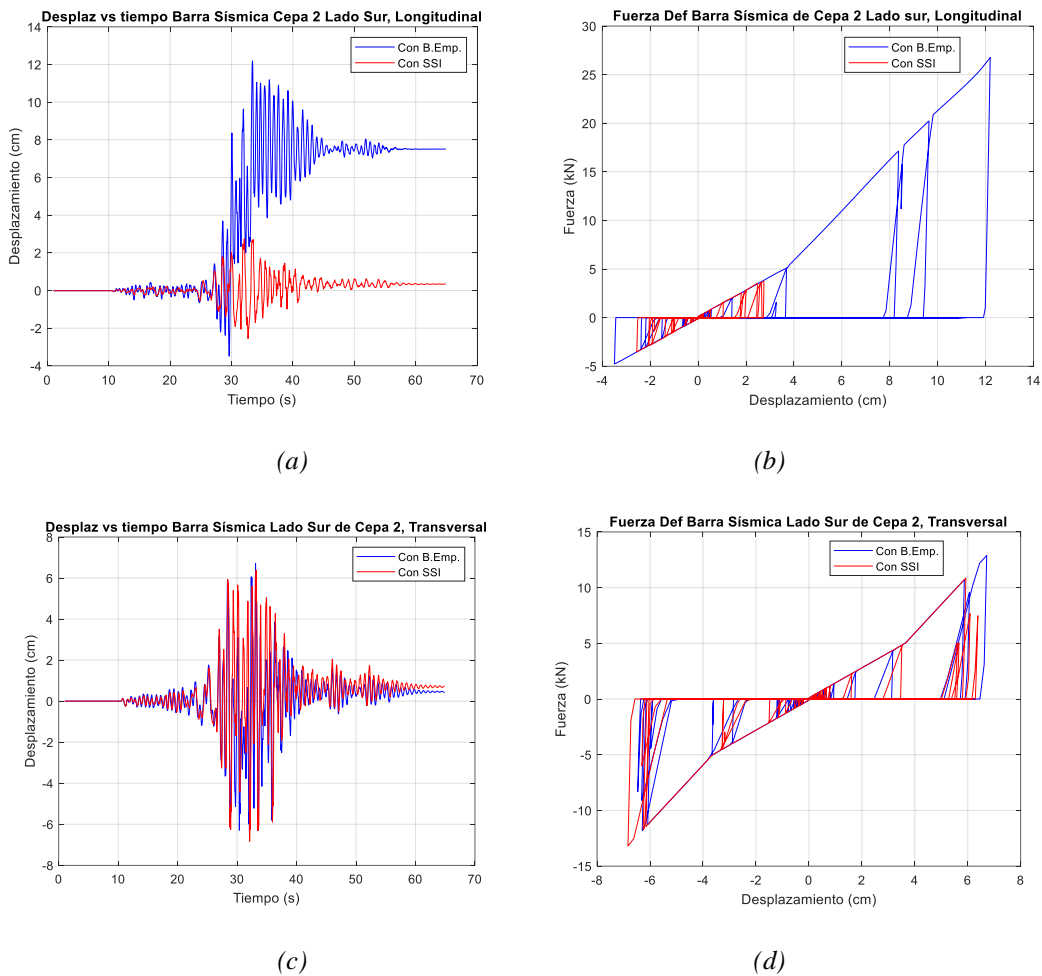 Desplaz vs tiempo Barra Sísmica Cepa 2 Lado Sur, Longitudinal
14
12
10
8
6
4
2
0
-2
-4
Desplazamiento (cm)
Con B.Emp.
Con SSI
0 10 20 30 40 50 60 70
Tiempo (s)
(a)
Fuerza Def Barra Sísmica de Cepa 2 Lado sur, Longitudinal
30
25
20
15
10
5
0
-5
Fuerza (kN)
Con B.Emp.
Con SSI
-4 -2 0 2 4 6 8 10 12 14
Desplazamiento (cm)
(b)
Desplaz vs tiempo Barra Sísmica Lado Sur de Cepa 2, Transversal
8
6
4
2
0
-2
-4
-6
-8
Desplazamiento (cm)
Con B.Emp.
Con SSI
0 10 20 30 40 50 60 70
Tiempo (s)
(c)
Fuerza Def Barra Sísmica Lado Sur de Cepa 2, Transversal
15
10
5
0
-5
-10
-15
Fuerza (kN)
Con B.Emp.
Con SSI
-8 -6 -4 -2 0 2 4 6 8
Desplazamiento (cm)
(d)